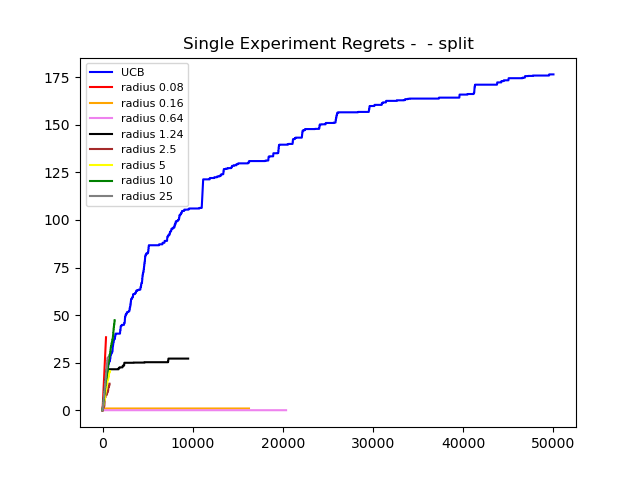 Single Experiment Regrets -  - split
UCB
radius 0.08
radius 0.16
radius 0.64
radius 1.24
radius 2.5
radius 5
radius 10
radius 25
175
150
125
100
75
50
25
0
0 10000 20000 30000 40000 50000